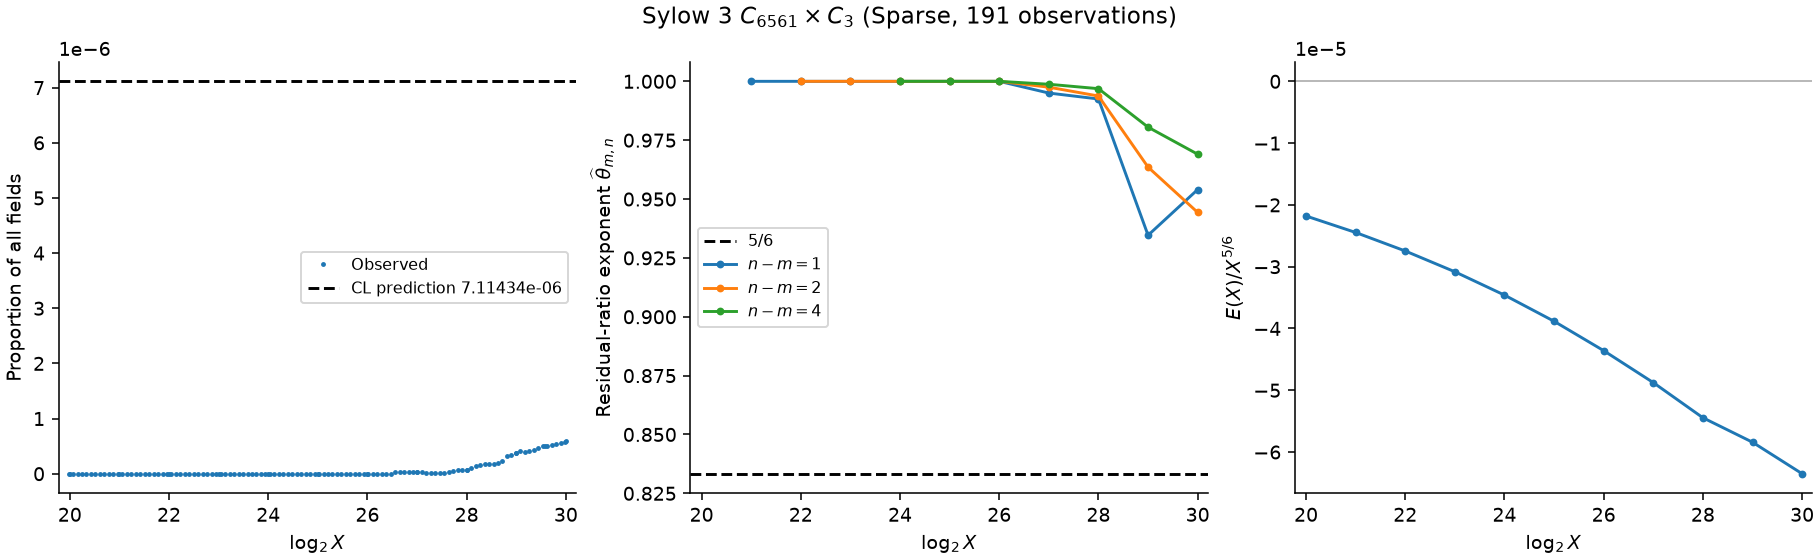 Sylow 3 C₆₅₆₁ × C₃ (Sparse, 191 observations)
1e−6
7
6
5
4
3
2
1
0
Proportion of all fields
Observed
CL prediction 7.11434e-06
20 22 24 26 28 30
log₂ X
1.000
0.975
0.950
0.925
0.900
0.875
0.850
0.825
Residual-ratio exponent θ̂ₘ,ₙ
5/6
n − m = 1
n − m = 2
n − m = 4
20 22 24 26 28 30
log₂ X
1e−5
0
−1
−2
−3
−4
−5
−6
E(X)/X^{5/6}
20 22 24 26 28 30
log₂ X